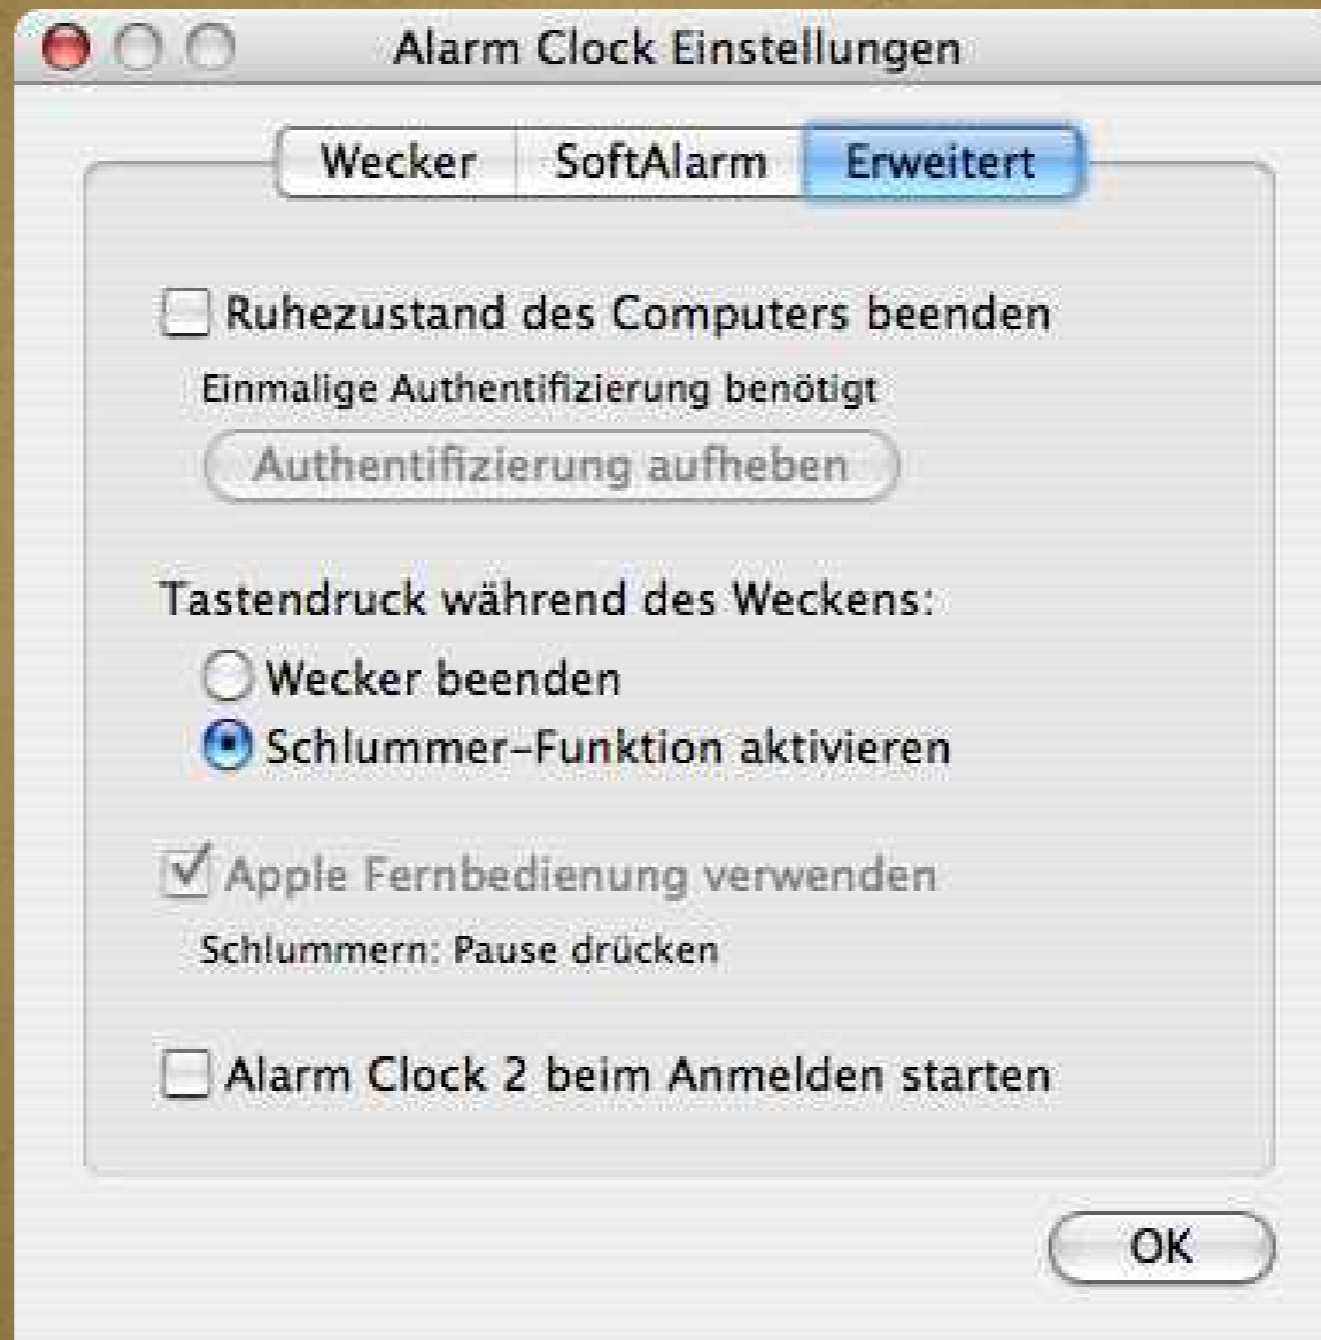 Alarm Clock Einstellungen
Wecker SoftAlarm Erweitert
Ruhezustand des Computers beenden
Einmalige Authentifizierung benötigt
Authentifizierung aufheben
Tastendruck während des Weckens:
Wecker beenden
Schlummer-Funktion aktivieren
Apple Fernbedienung verwenden
Schlummern: Pause drücken
Alarm Clock 2 beim Anmelden starten
OK